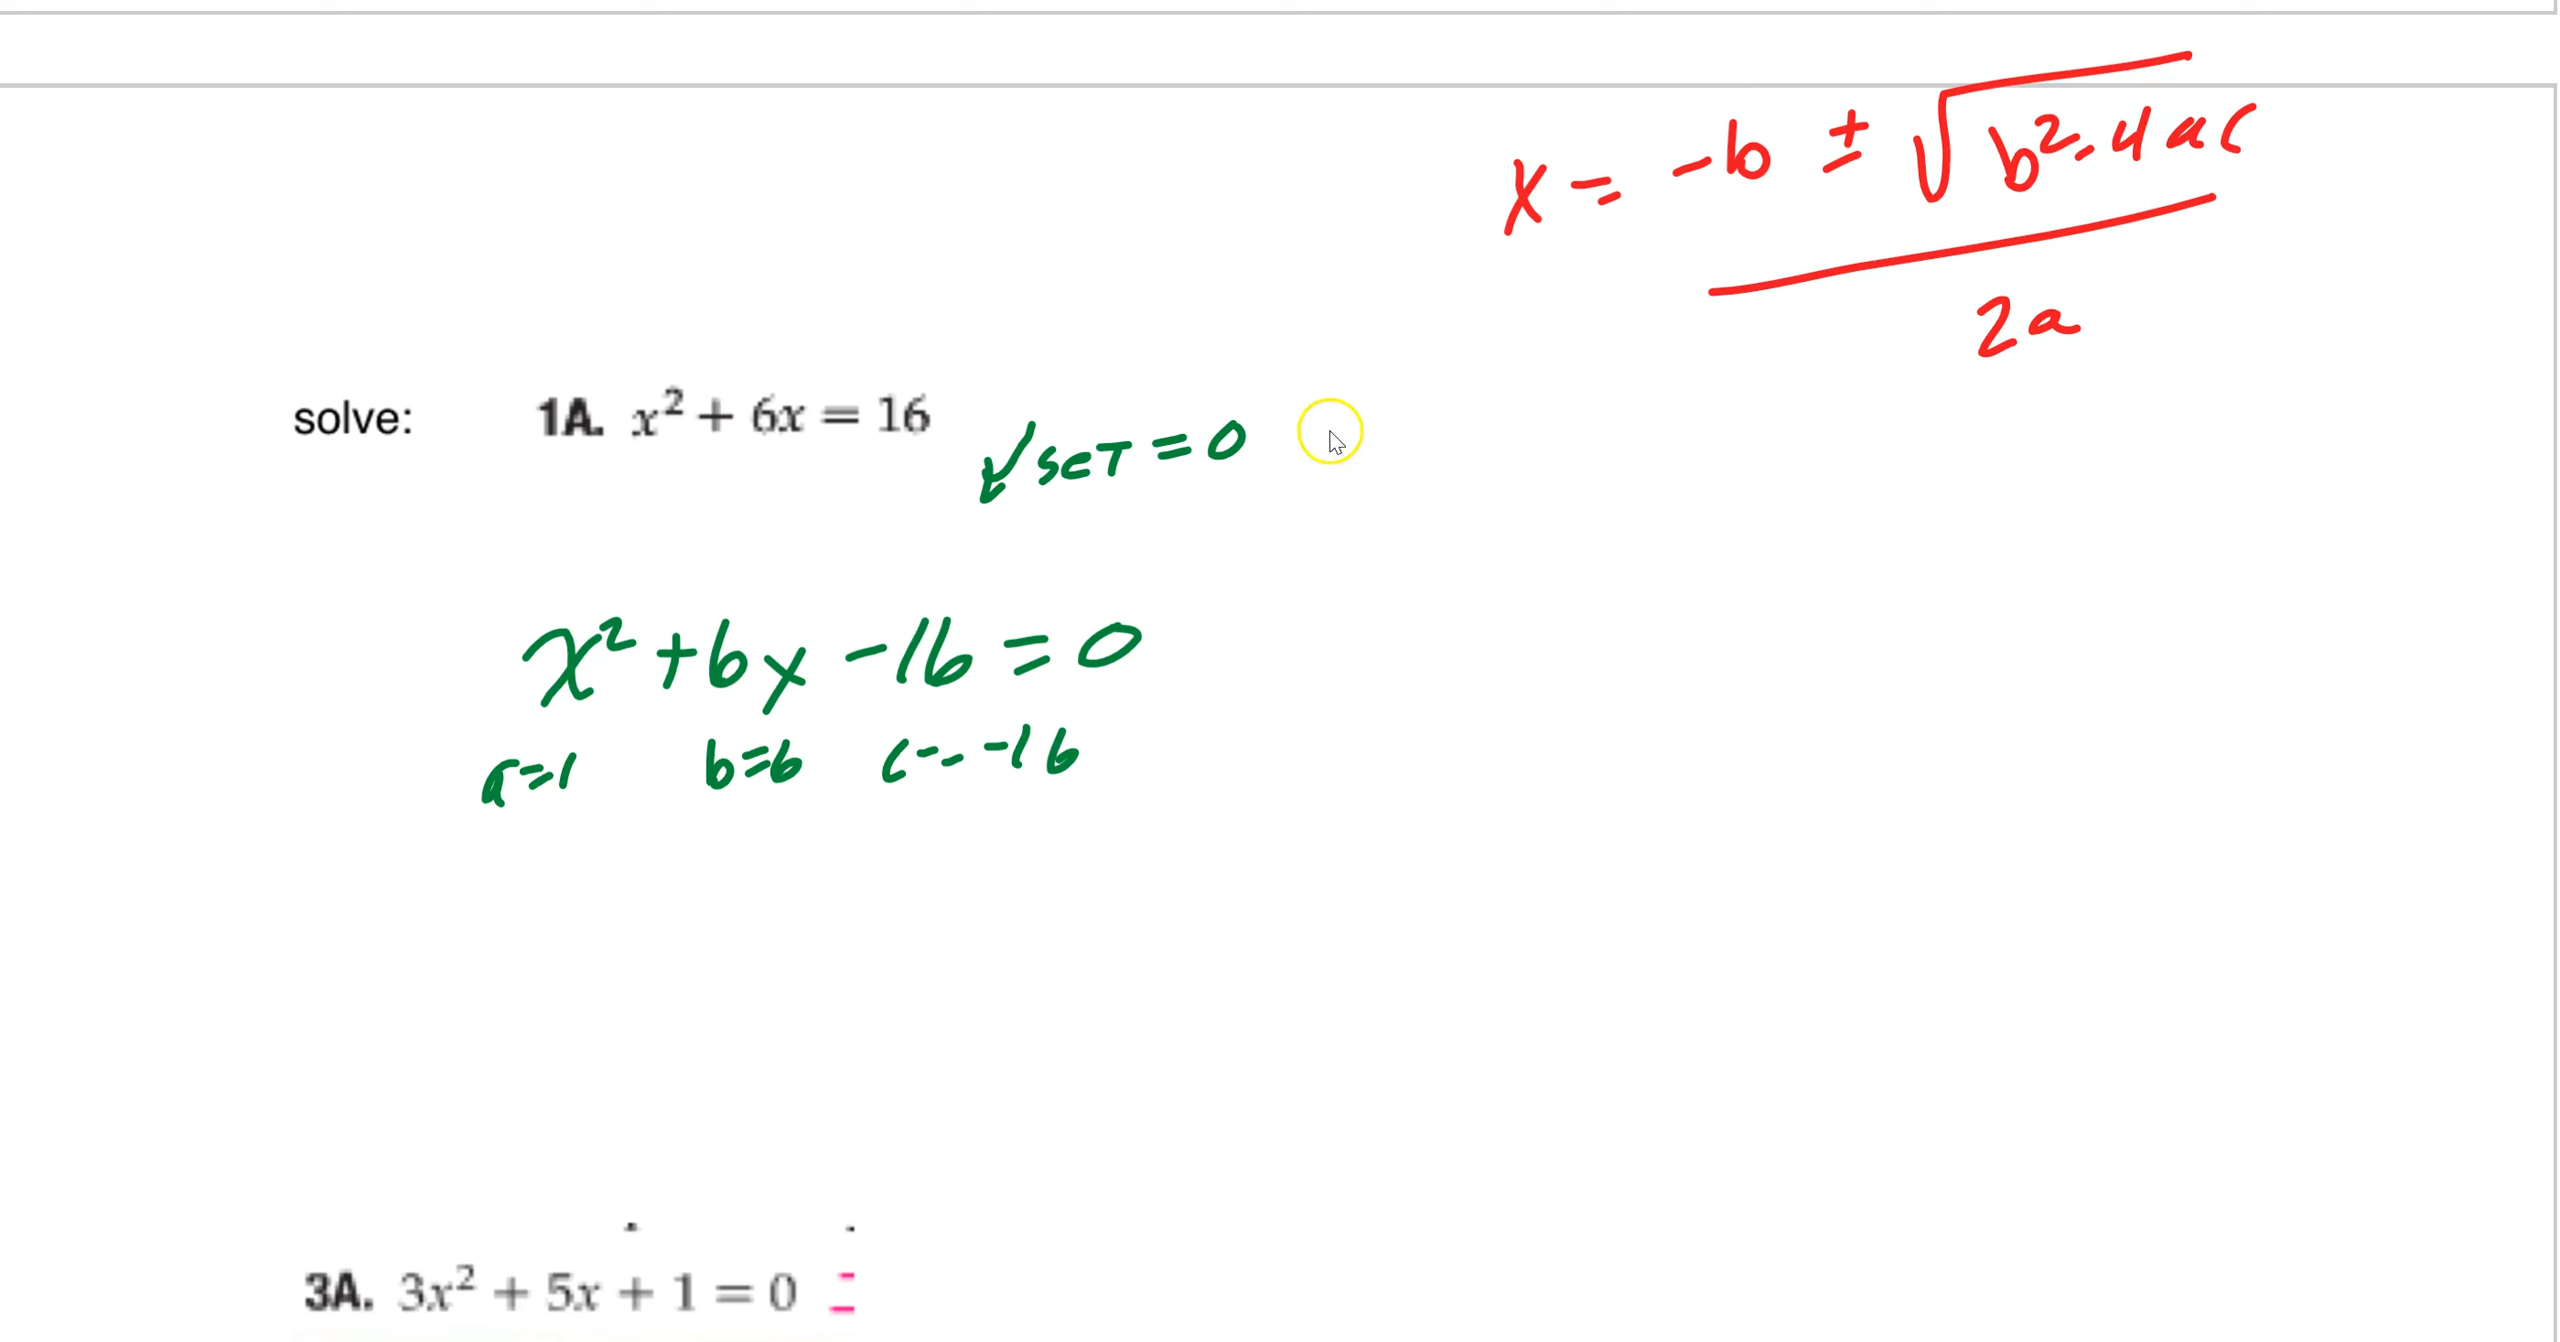 x = -b ± √b²-4ac
2a
solve: 1A. x² + 6x = 16
SET = 0
x² + 6x - 16 = 0
a=1 b=6 c=-16
3A. 3x² + 5x + 1 = 0